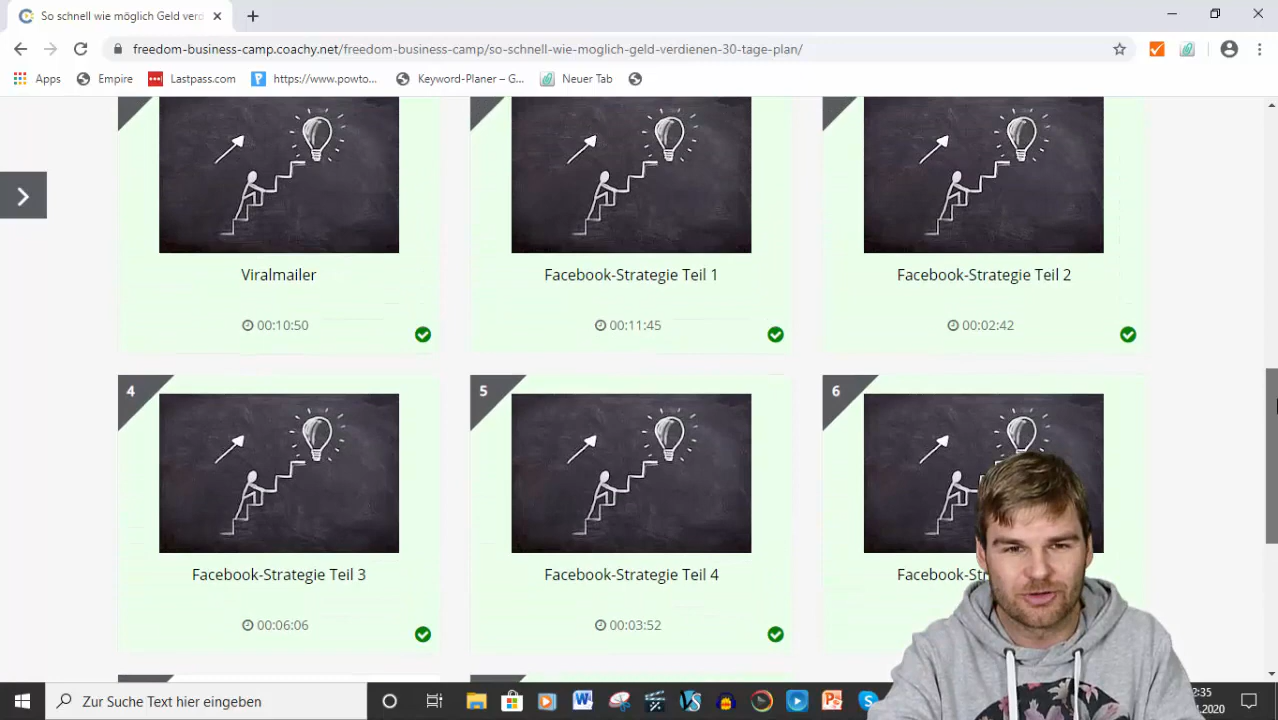 So schnell wie möglich Geld verd
freedom-business-camp.coachy.net/freedom-business-camp/so-schnell-wie-moglich-geld-verdienen-30-tage-plan/
Apps Empire Lastpass.com https://www.powto... Keyword-Planer – G... Neuer Tab
Viralmailer Facebook-Strategie Teil 1 Facebook-Strategie Teil 2
00:10:50 00:11:45 00:02:42
4 5 6
Facebook-Strategie Teil 3 Facebook-Strategie Teil 4
00:06:06 00:03:52
Zur Suche Text hier eingeben